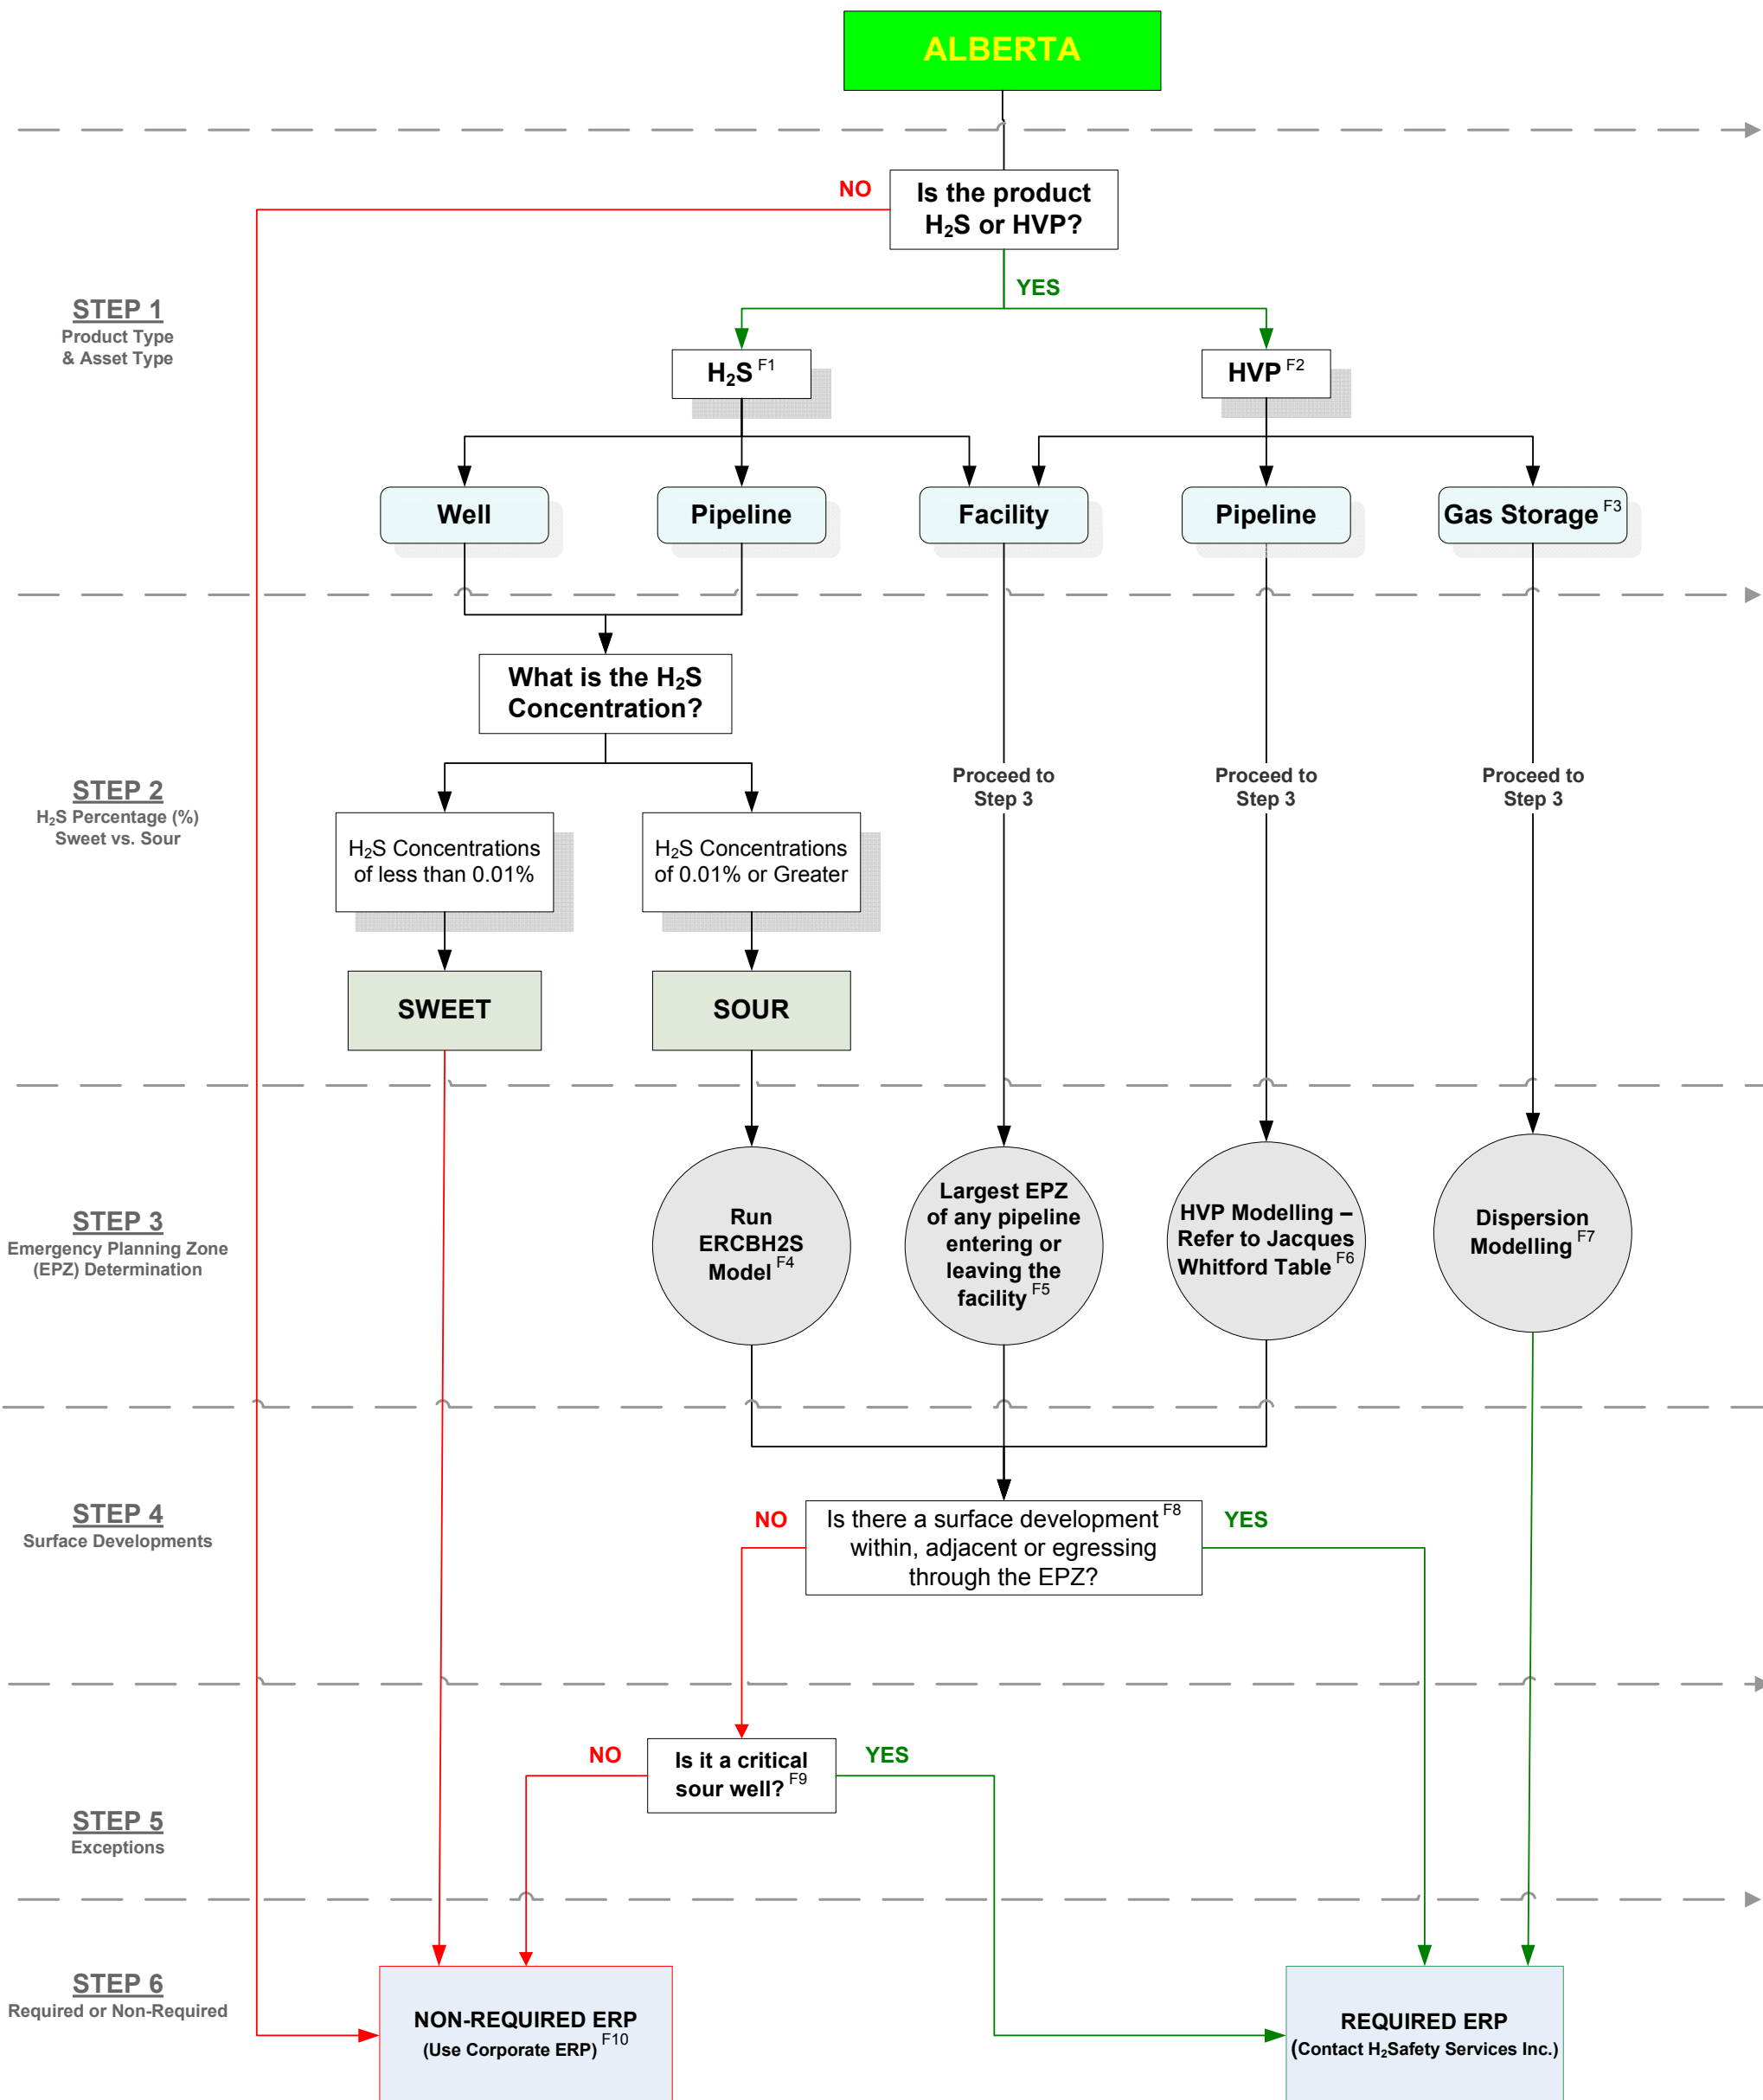 ALBERTA
NO
Is the product
H₂S or HVP?
YES
STEP 1
Product Type
& Asset Type
H₂S F1
HVP F2
Well
Pipeline
Facility
Pipeline
Gas Storage F3
What is the H₂S
Concentration?
STEP 2
H₂S Percentage (%)
Sweet vs. Sour
Proceed to
Step 3
Proceed to
Step 3
Proceed to
Step 3
H₂S Concentrations
of less than 0.01%
H₂S Concentrations
of 0.01% or Greater
SWEET
SOUR
STEP 3
Emergency Planning Zone
(EPZ) Determination
Run
ERCBH2S
Model F4
Largest EPZ
of any pipeline
entering or
leaving the
facility F5
HVP Modelling –
Refer to Jacques
Whitford Table F6
Dispersion
Modelling F7
STEP 4
Surface Developments
NO
Is there a surface development F8
within, adjacent or egressing
through the EPZ?
YES
NO
Is it a critical
sour well? F9
YES
STEP 5
Exceptions
STEP 6
Required or Non-Required
NON-REQUIRED ERP
(Use Corporate ERP) F10
REQUIRED ERP
(Contact H₂Safety Services Inc.)